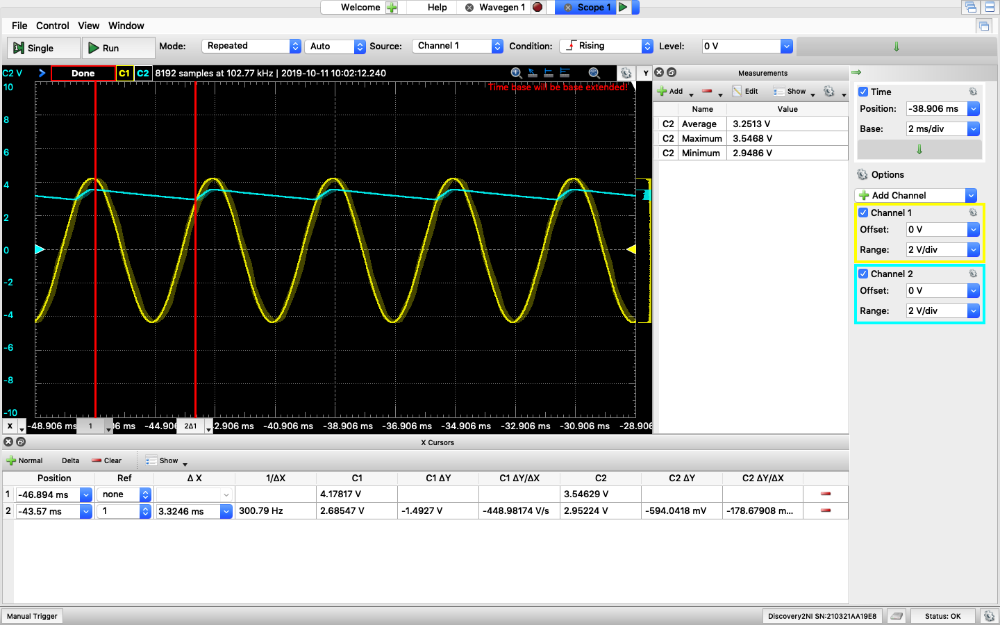 Welcome
Help
Wavegen 1
Scope 1
File Control View Window
Single
Run
Mode: Repeated
Auto
Source: Channel 1
Condition: Rising
Level: 0 V
C2 V
Done
C1
C2
8192 samples at 102.77 kHz | 2019-10-11 10:02:12.240
Y
Time base will be base extended!
10
8
6
4
2
0
-2
-4
-6
-8
-10
X
-48.906 ms
1
06 ms
-44.906
2Δ1
2.906 ms
-40.906 ms
-38.906 ms
-36.906 ms
-34.906 ms
-32.906 ms
-30.906 ms
-28.906
Measurements
Add
Edit
Show
Name Value
C2 Average 3.2513 V
C2 Maximum 3.5468 V
C2 Minimum 2.9486 V
Time
Position: -38.906 ms
Base: 2 ms/div
Options
Add Channel
Channel 1
Offset: 0 V
Range: 2 V/div
Channel 2
Offset: 0 V
Range: 2 V/div
X Cursors
Normal Delta Clear Show
Position Ref Δ X 1/ΔX C1 C1 ΔY C1 ΔY/ΔX C2 C2 ΔY C2 ΔY/ΔX
1 -46.894 ms none 4.17817 V 3.54629 V
2 -43.57 ms 1 3.3246 ms 300.79 Hz 2.68547 V -1.4927 V -448.98174 V/s 2.95224 V -594.0418 mV -178.67908 m...
Manual Trigger
Discovery2NI SN:210321AA19E8
Status: OK